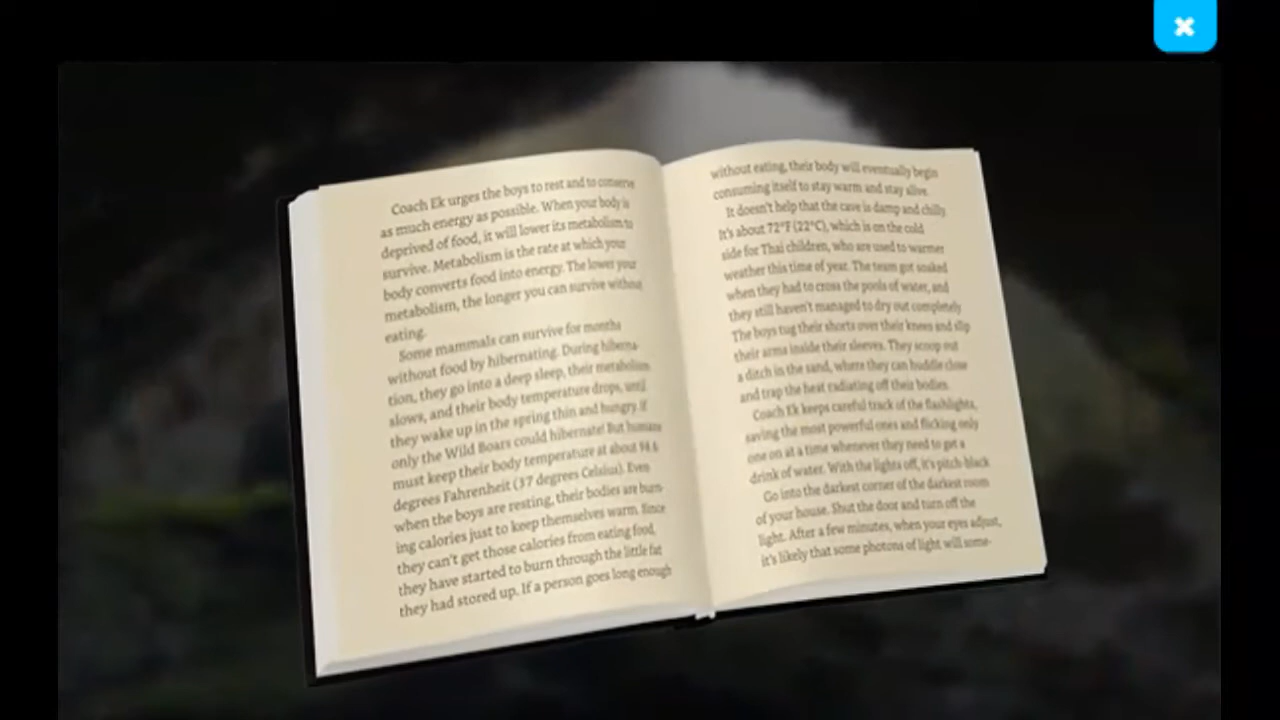 Coach Ek urges the boys to rest and to conserve
as much energy as possible. When your body is
deprived of food, it will lower its metabolism to
survive. Metabolism is the rate at which your
body converts food into energy. The lower your
metabolism, the longer you can survive without
eating.
Some mammals can survive for months
without food by hibernating. During hiberna-
tion, they go into a deep sleep, their metabolism
slows, and their body temperature drops, until
they wake up in the spring thin and hungry. If
only the Wild Boars could hibernate! But humans
must keep their body temperature at about 98.6
degrees Fahrenheit (37 degrees Celsius). Even
when the boys are resting, their bodies are burn-
ing calories just to keep themselves warm. Since
they can't get those calories from eating food,
they have started to burn through the little fat
they had stored up. If a person goes long enough
without eating, their body will eventually begin
consuming itself to stay warm and stay alive.
It doesn't help that the cave is damp and chilly.
It's about 72°F (22°C), which is on the cold
side for Thai children, who are used to warmer
weather this time of year. The team got soaked
when they had to cross the pools of water, and
they still haven't managed to dry out completely.
The boys tug their shorts over their knees and slip
their arms inside their sleeves. They scoop out
a ditch in the sand, where they can huddle close
and trap the heat radiating off their bodies.
Coach Ek keeps careful track of the flashlights,
saving the most powerful ones and flicking only
one on at a time whenever they need to get a
drink of water. With the lights off, it's pitch-black.
Go into the darkest corner of the darkest room
of your house. Shut the door and turn off the
light. After a few minutes, when your eyes adjust,
it's likely that some photons of light will some-